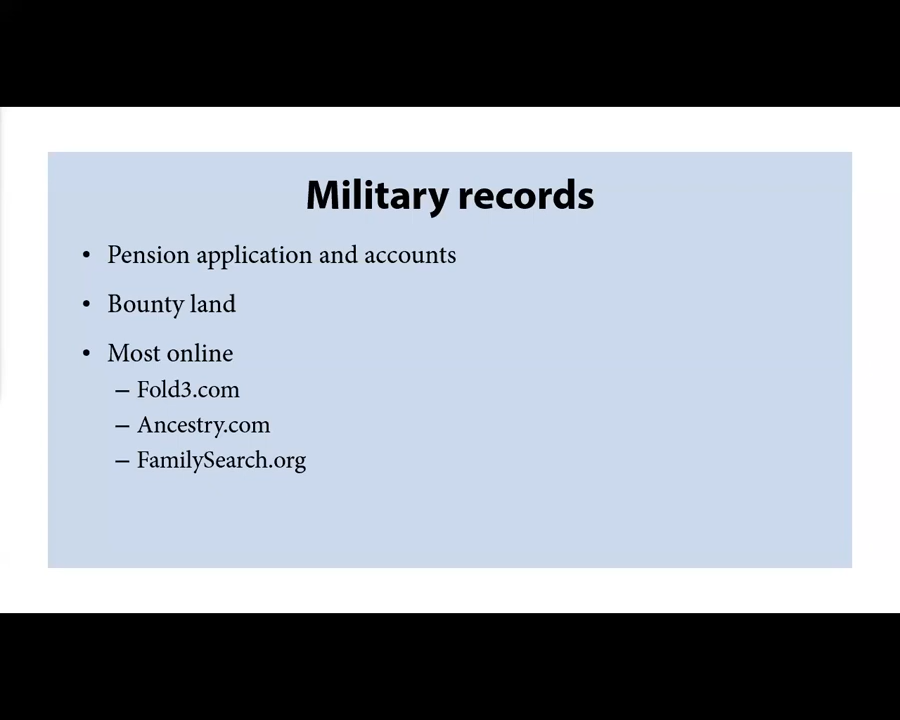 Military records
• Pension application and accounts
• Bounty land
• Most online
– Fold3.com
– Ancestry.com
– FamilySearch.org